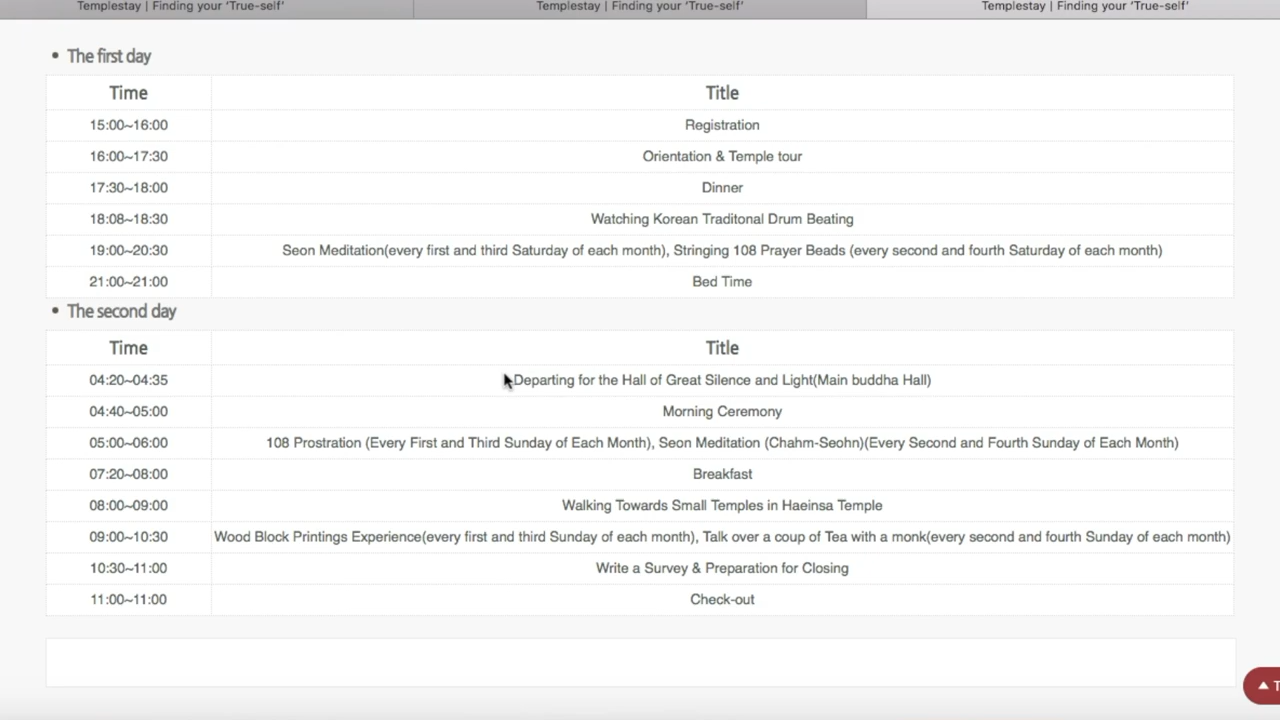 Templestay | Finding your ‘True-self’ Templestay | Finding your ‘True-self’ Templestay | Finding your ‘True-self’
• The first day
Time Title
15:00~16:00 Registration
16:00~17:30 Orientation & Temple tour
17:30~18:00 Dinner
18:08~18:30 Watching Korean Traditonal Drum Beating
19:00~20:30 Seon Meditation(every first and third Saturday of each month), Stringing 108 Prayer Beads (every second and fourth Saturday of each month)
21:00~21:00 Bed Time
• The second day
Time Title
04:20~04:35 Departing for the Hall of Great Silence and Light(Main buddha Hall)
04:40~05:00 Morning Ceremony
05:00~06:00 108 Prostration (Every First and Third Sunday of Each Month), Seon Meditation (Chahm-Seohn)(Every Second and Fourth Sunday of Each Month)
07:20~08:00 Breakfast
08:00~09:00 Walking Towards Small Temples in Haeinsa Temple
09:00~10:30 Wood Block Printings Experience(every first and third Sunday of each month), Talk over a coup of Tea with a monk(every second and fourth Sunday of each month)
10:30~11:00 Write a Survey & Preparation for Closing
11:00~11:00 Check-out